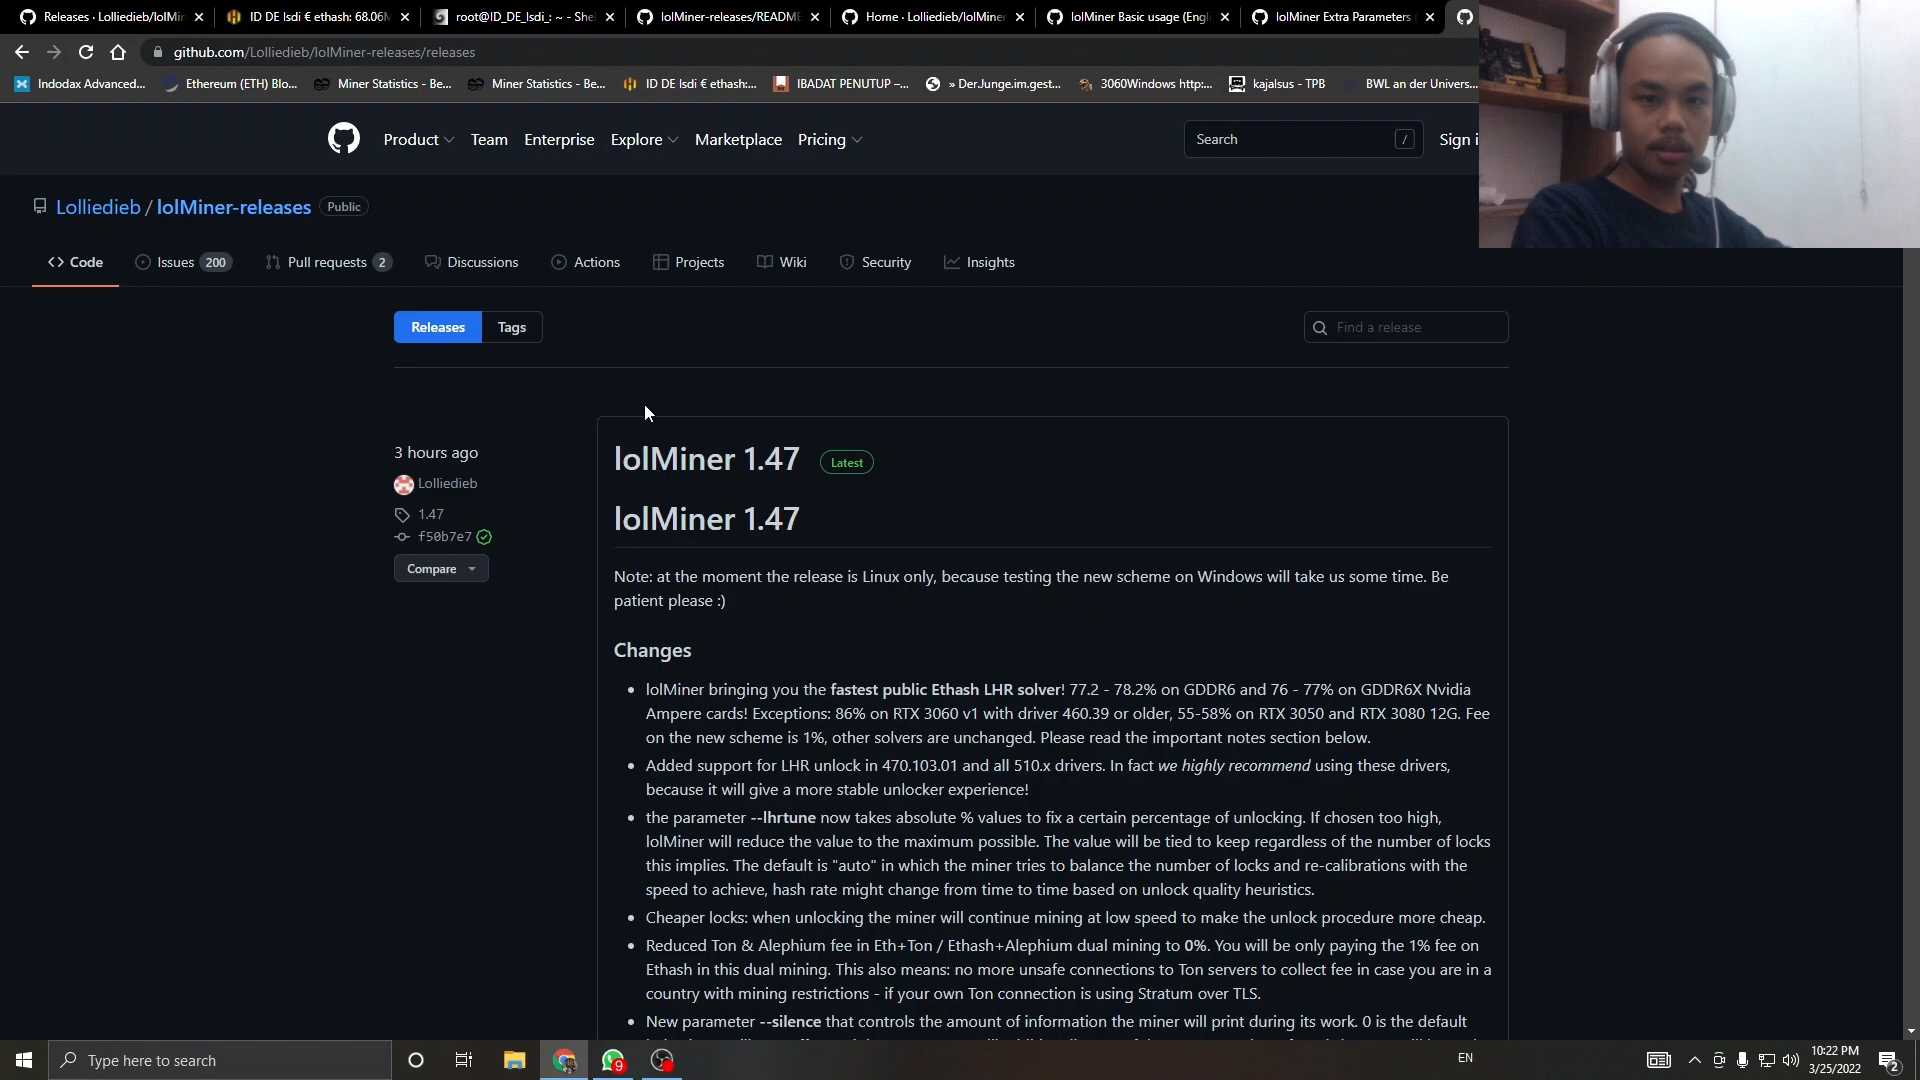 Releases · Lolliedieb/lolMin
ID DE lsdi € ethash: 68.06M
root@ID_DE_lsdi_: ~ - She
lolMiner-releases/README
Home · Lolliedieb/lolMiner
lolMiner Basic usage (Engl
lolMiner Extra Parameters
github.com/Lolliedieb/lolMiner-releases/releases
Indodax Advanced...
Ethereum (ETH) Blo...
Miner Statistics - Be...
Miner Statistics - Be...
ID DE lsdi € ethash:...
IBADAT PENUTUP –...
» DerJunge.im.gest...
3060Windows http:...
kajalsus - TPB
BWL an der Univers...
Product
Team
Enterprise
Explore
Marketplace
Pricing
Search
/
Sign i
Lolliedieb / lolMiner-releases Public
<> Code
Issues 200
Pull requests 2
Discussions
Actions
Projects
Wiki
Security
Insights
Releases
Tags
Find a release
3 hours ago
Lolliedieb
1.47
f50b7e7
Compare
lolMiner 1.47 Latest
lolMiner 1.47
Note: at the moment the release is Linux only, because testing the new scheme on Windows will take us some time. Be
patient please :)
Changes
• lolMiner bringing you the fastest public Ethash LHR solver! 77.2 - 78.2% on GDDR6 and 76 - 77% on GDDR6X Nvidia
Ampere cards! Exceptions: 86% on RTX 3060 v1 with driver 460.39 or older, 55-58% on RTX 3050 and RTX 3080 12G. Fee
on the new scheme is 1%, other solvers are unchanged. Please read the important notes section below.
• Added support for LHR unlock in 470.103.01 and all 510.x drivers. In fact we highly recommend using these drivers,
because it will give a more stable unlocker experience!
• the parameter --lhrtune now takes absolute % values to fix a certain percentage of unlocking. If chosen too high,
lolMiner will reduce the value to the maximum possible. The value will be tied to keep regardless of the number of locks
this implies. The default is "auto" in which the miner tries to balance the number of locks and re-calibrations with the
speed to achieve, hash rate might change from time to time based on unlock quality heuristics.
• Cheaper locks: when unlocking the miner will continue mining at low speed to make the unlock procedure more cheap.
• Reduced Ton & Alephium fee in Eth+Ton / Ethash+Alephium dual mining to 0%. You will be only paying the 1% fee on
Ethash in this dual mining. This also means: no more unsafe connections to Ton servers to collect fee in case you are in a
country with mining restrictions - if your own Ton connection is using Stratum over TLS.
• New parameter --silence that controls the amount of information the miner will print during its work. 0 is the default
Type here to search
9
EN
10:22 PM
3/25/2022
2